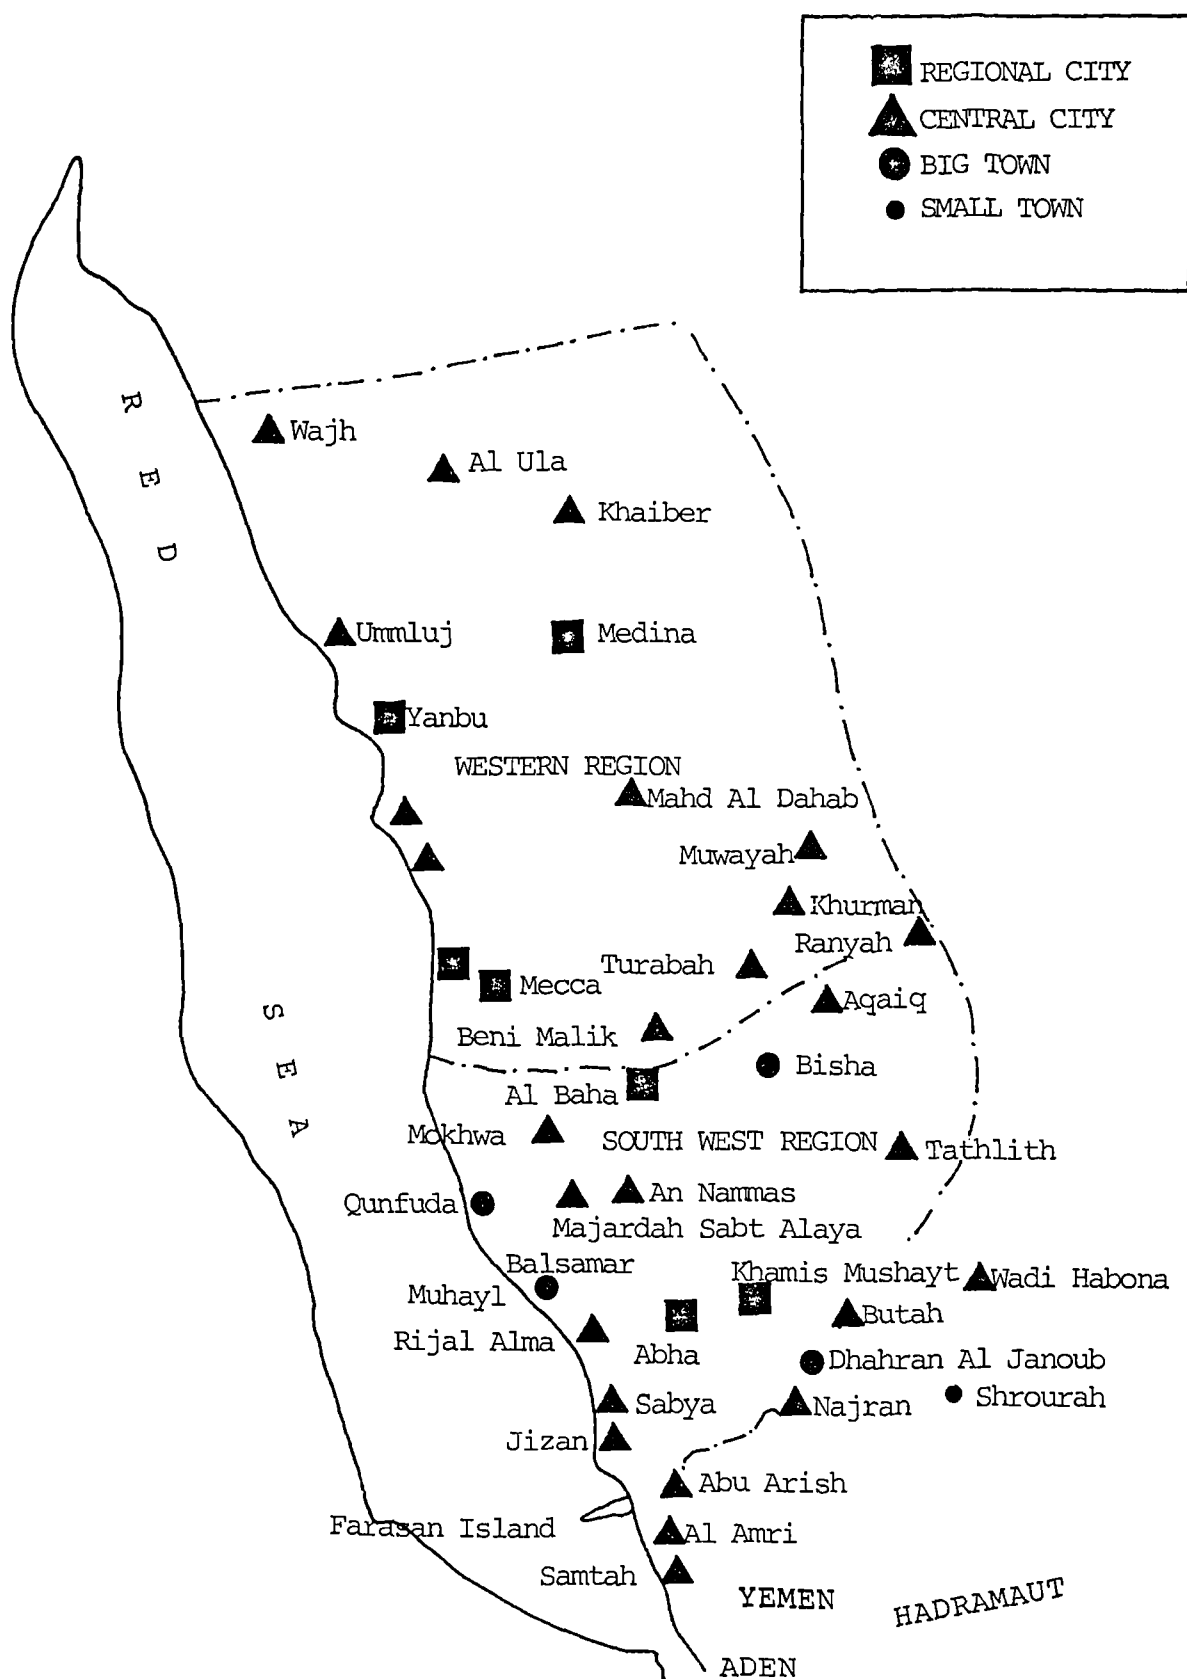 REGIONAL CITY
CENTRAL CITY
BIG TOWN
SMALL TOWN
RED
SEA
Wajh
Al Ula
Khaiber
Ummluj
Medina
Yanbu
WESTERN REGION
Mahd Al Dahab
Muwayah
Khurman
Ranyah
Turabah
Mecca
Aqaiq
Beni Malik
Bisha
Al Baha
Mokhwa
SOUTH WEST REGION
Tathlith
An Nammas
Qunfuda
Majardah Sabt Alaya
Balsamar
Khamis Mushayt
Wadi Habona
Muhayl
Butah
Rijal Alma
Abha
Dhahran Al Janoub
Shrourah
Sabya
Najran
Jizan
Abu Arish
Farasan Island
Al Amri
Samtah
YEMEN
HADRAMAUT
ADEN